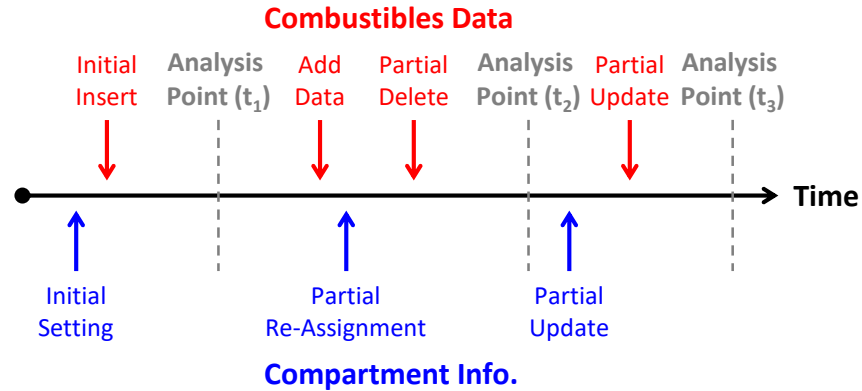 Combustibles Data
Initial
Insert
Analysis
Point (t₁)
Add
Data
Partial
Delete
Analysis
Point (t₂)
Partial
Update
Analysis
Point (t₃)
Time
Initial
Setting
Partial
Re-Assignment
Partial
Update
Compartment Info.